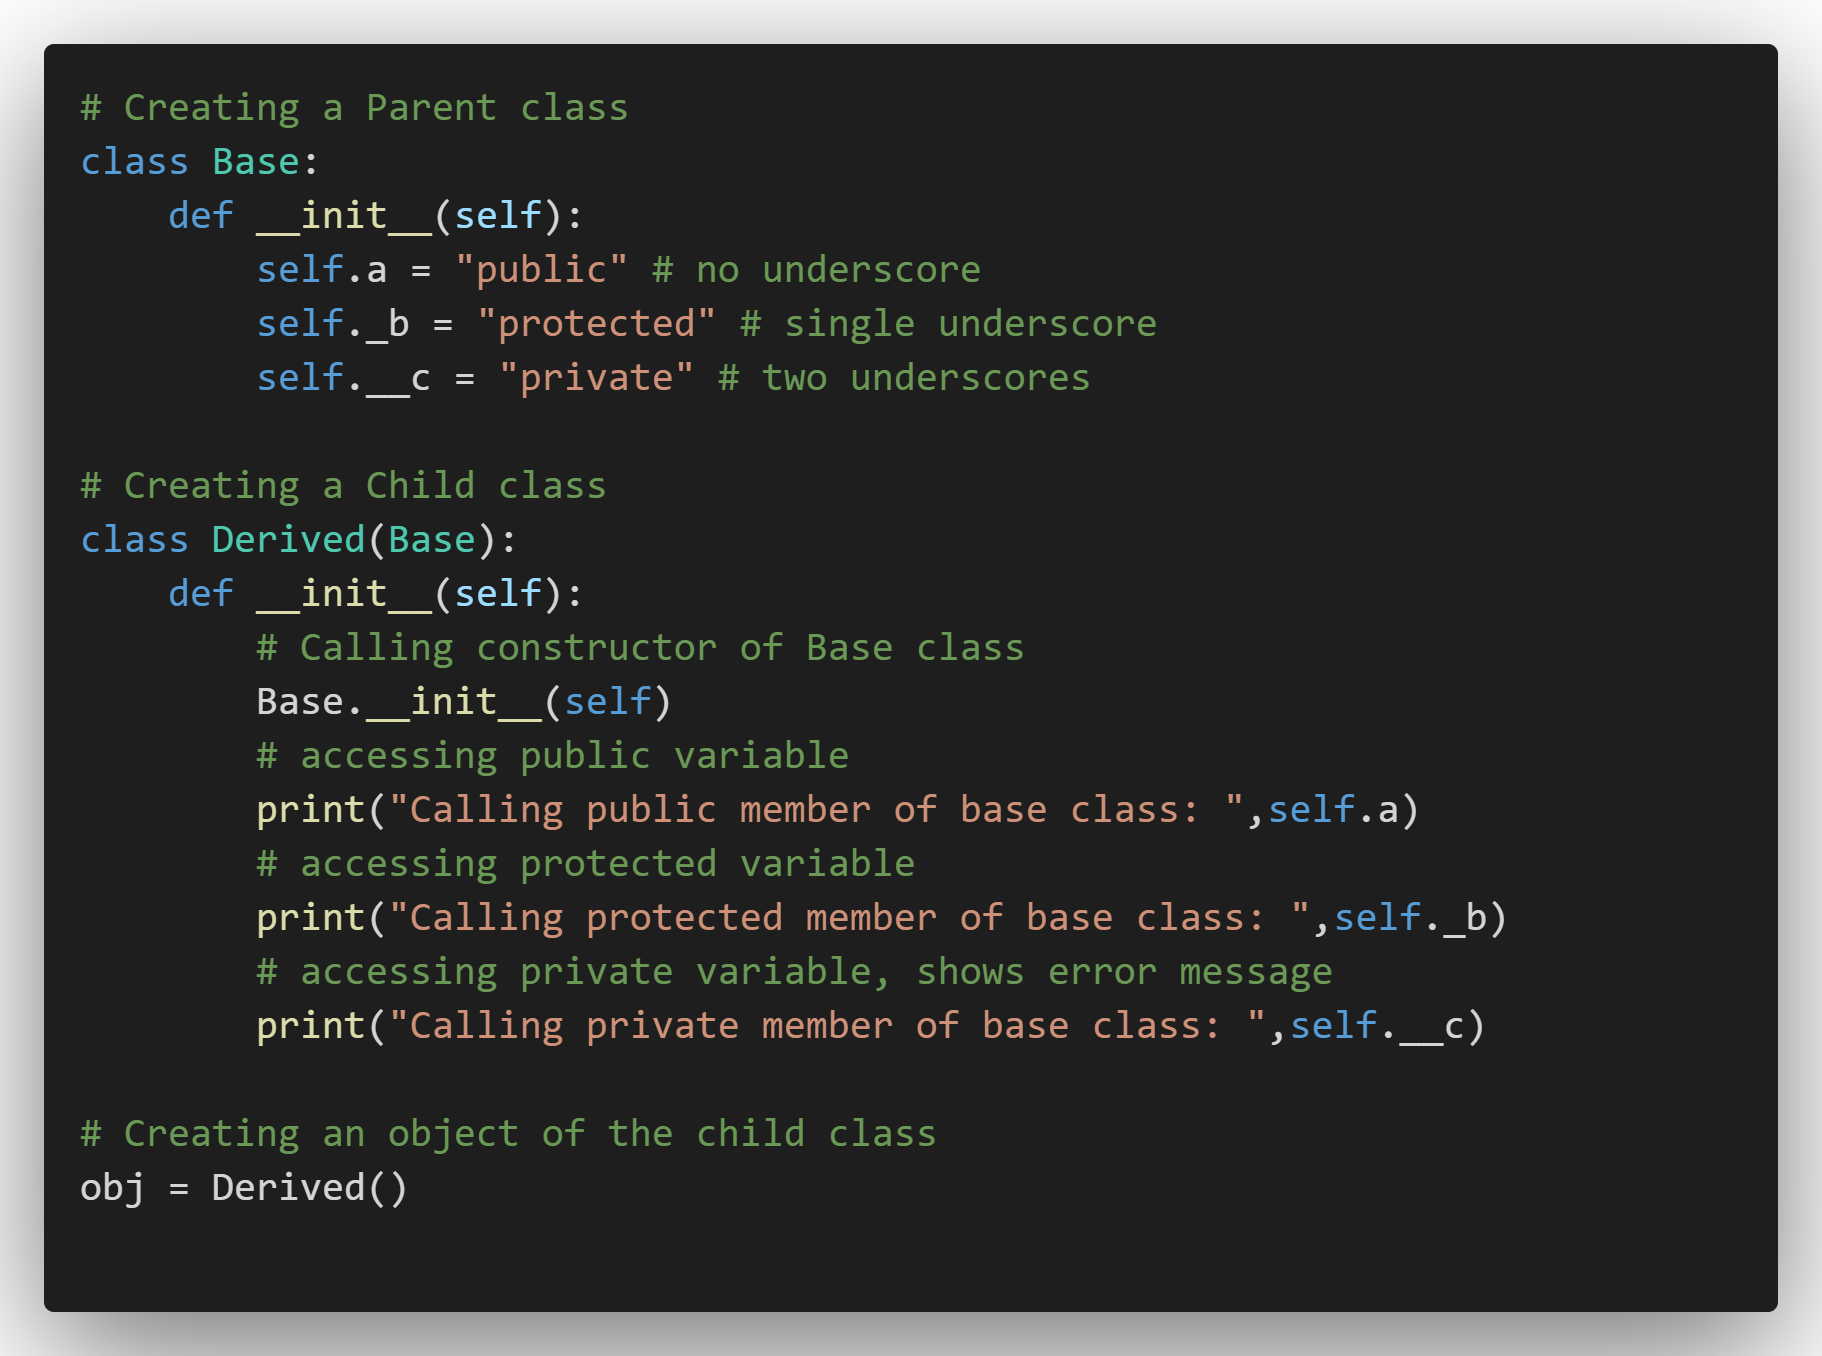 # Creating a Parent class
class Base:
    def __init__(self):
        self.a = "public" # no underscore
        self._b = "protected" # single underscore
        self.__c = "private" # two underscores

# Creating a Child class
class Derived(Base):
    def __init__(self):
        # Calling constructor of Base class
        Base.__init__(self)
        # accessing public variable
        print("Calling public member of base class: ",self.a)
        # accessing protected variable
        print("Calling protected member of base class: ",self._b)
        # accessing private variable, shows error message
        print("Calling private member of base class: ",self.__c)

# Creating an object of the child class
obj = Derived()